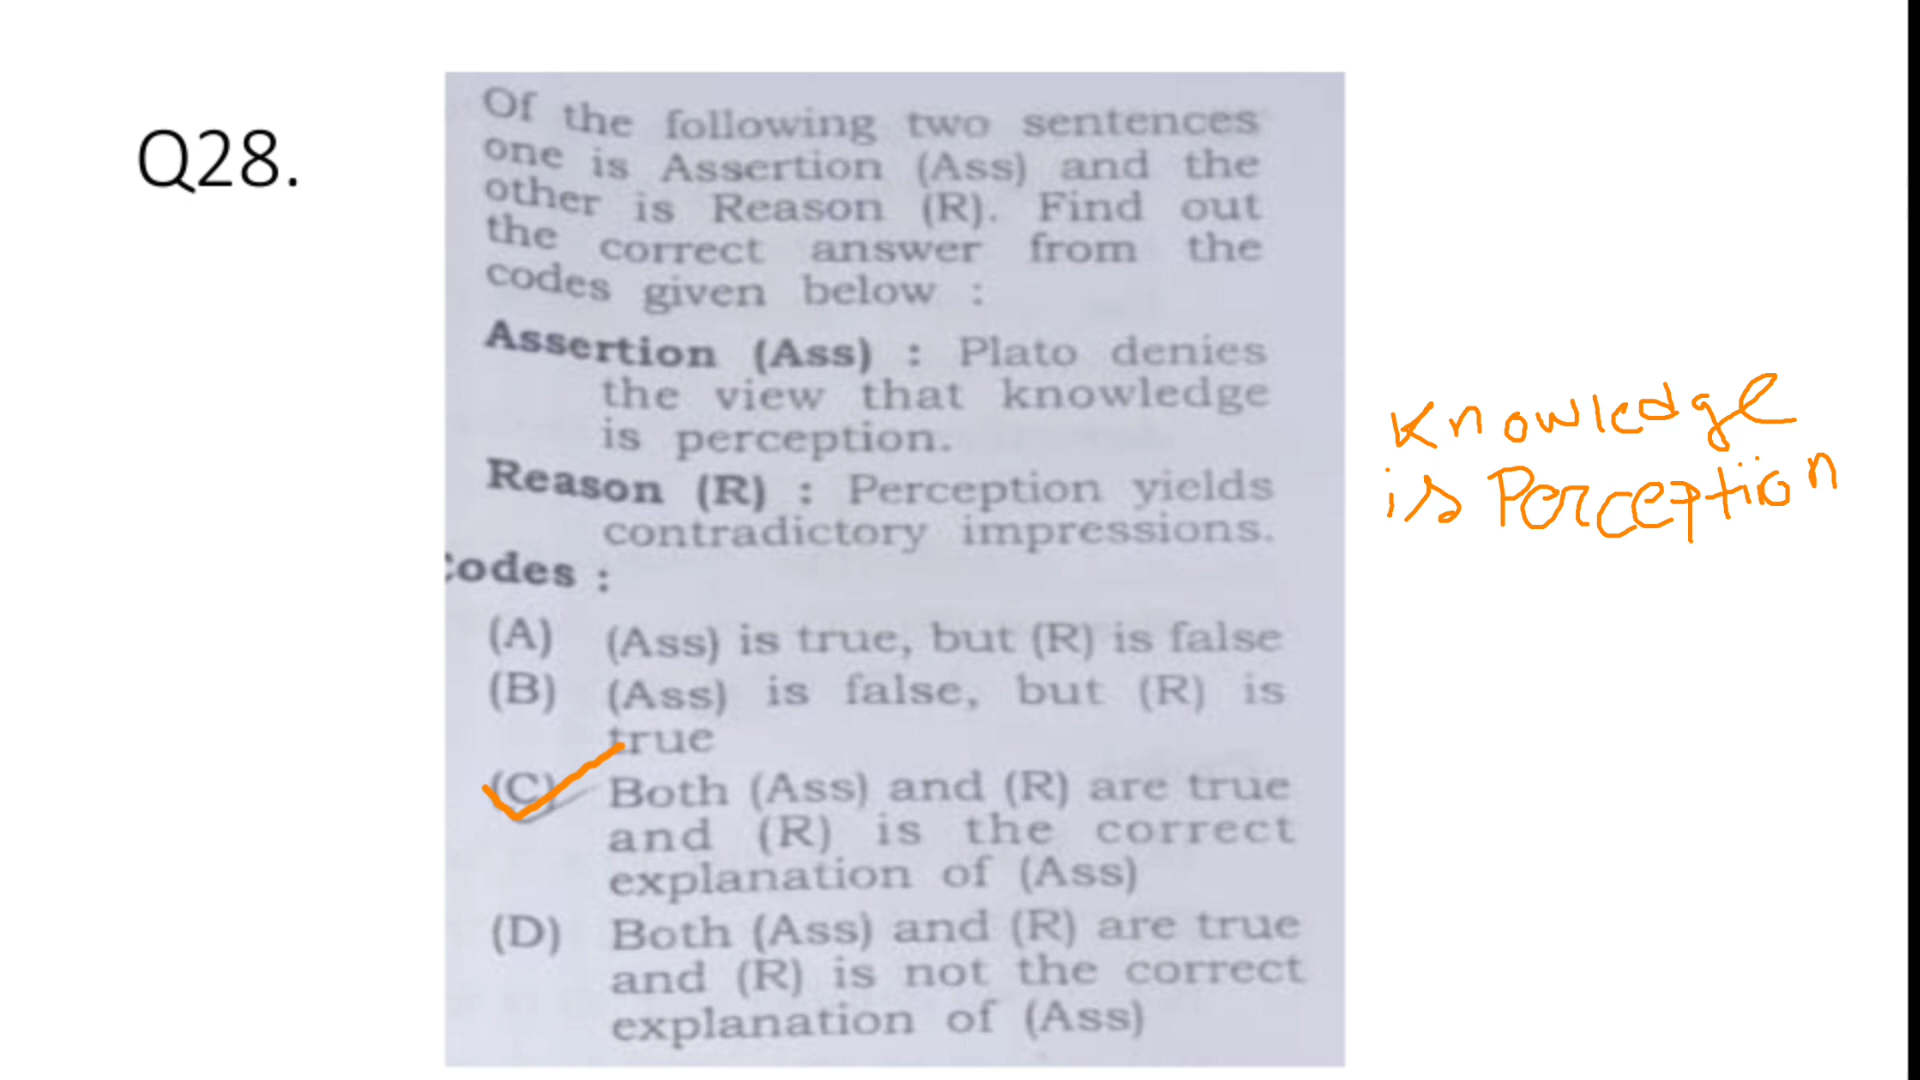 Q28.
Of the following two sentences
one is Assertion (Ass) and the
other is Reason (R). Find out
the correct answer from the
codes given below :
Assertion (Ass) : Plato denies
the view that knowledge
is perception.
Reason (R) : Perception yields
contradictory impressions.
Codes :
(A) (Ass) is true, but (R) is false
(B) (Ass) is false, but (R) is
true
(C) Both (Ass) and (R) are true
and (R) is the correct
explanation of (Ass)
(D) Both (Ass) and (R) are true
and (R) is not the correct
explanation of (Ass)
Knowledge
is Perception